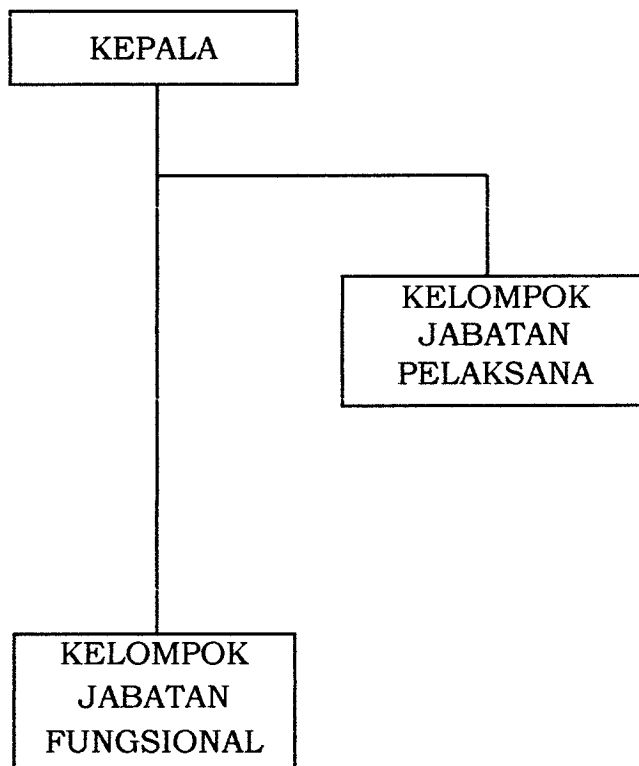 KEPALA
KELOMPOK
JABATAN
PELAKSANA
KELOMPOK
JABATAN
FUNGSIONAL